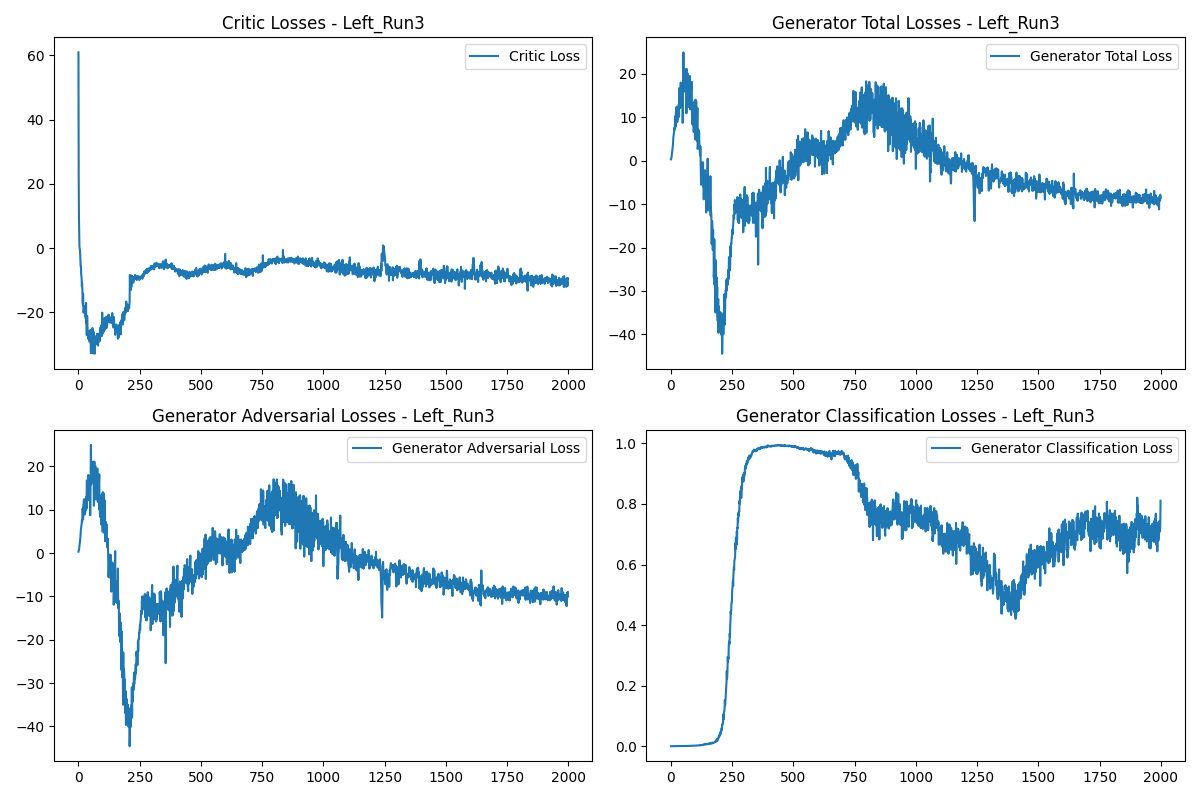 Critic Losses - Left_Run3
Critic Loss
60
40
20
0
−20
0 250 500 750 1000 1250 1500 1750 2000
Generator Total Losses - Left_Run3
Generator Total Loss
20
10
0
−10
−20
−30
−40
0 250 500 750 1000 1250 1500 1750 2000
Generator Adversarial Losses - Left_Run3
Generator Adversarial Loss
20
10
0
−10
−20
−30
−40
0 250 500 750 1000 1250 1500 1750 2000
Generator Classification Losses - Left_Run3
Generator Classification Loss
1.0
0.8
0.6
0.4
0.2
0.0
0 250 500 750 1000 1250 1500 1750 2000